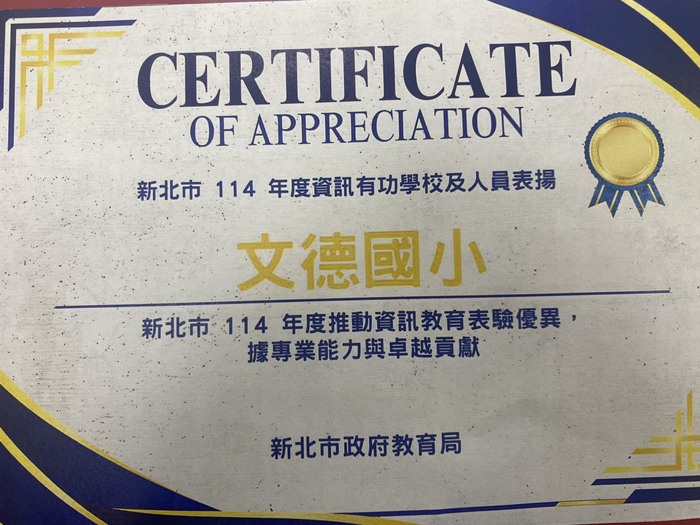 CERTIFICATE
OF APPRECIATION
新北市 114 年度資訊有功學校及人員表揚
文德國小
新北市 114 年度推動資訊教育表驗優異，
據專業能力與卓越貢獻
新北市政府教育局